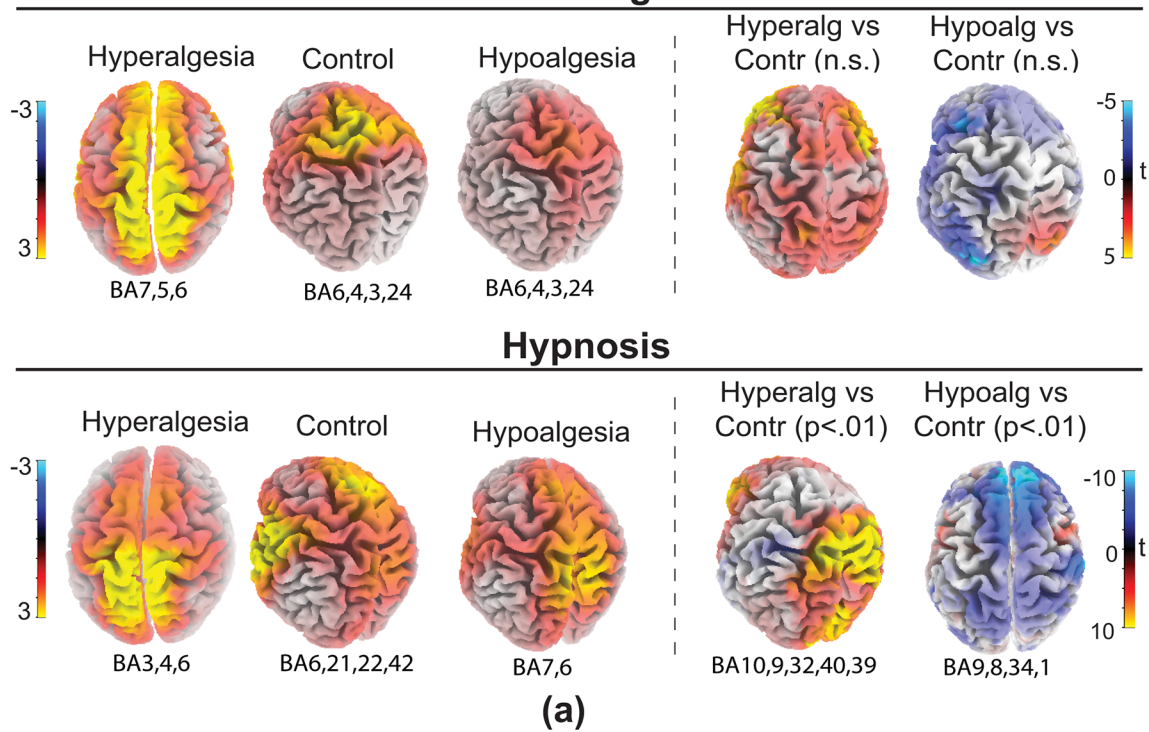 Hyperalgesia
Control
Hypoalgesia
Hyperalg vs
Contr (n.s.)
Hypoalg vs
Contr (n.s.)
-3
3
-5
0
t
5
BA7,5,6
BA6,4,3,24
BA6,4,3,24
Hypnosis
Hyperalgesia
Control
Hypoalgesia
Hyperalg vs
Contr (p<.01)
Hypoalg vs
Contr (p<.01)
-3
3
-10
0
t
10
BA3,4,6
BA6,21,22,42
BA7,6
BA10,9,32,40,39
BA9,8,34,1
(a)